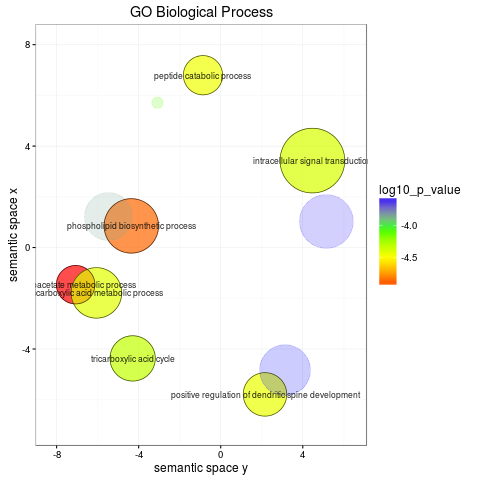 GO Biological Process
8
4
0
-4
-8
-4
0
4
semantic space x
semantic space y
peptide catabolic process
intracellular signal transductio
phospholipid biosynthetic process
acetate metabolic process
carboxylic acid metabolic process
tricarboxylic acid cycle
positive regulation of dendritic spine development
log10_p_value
-4.0
-4.5